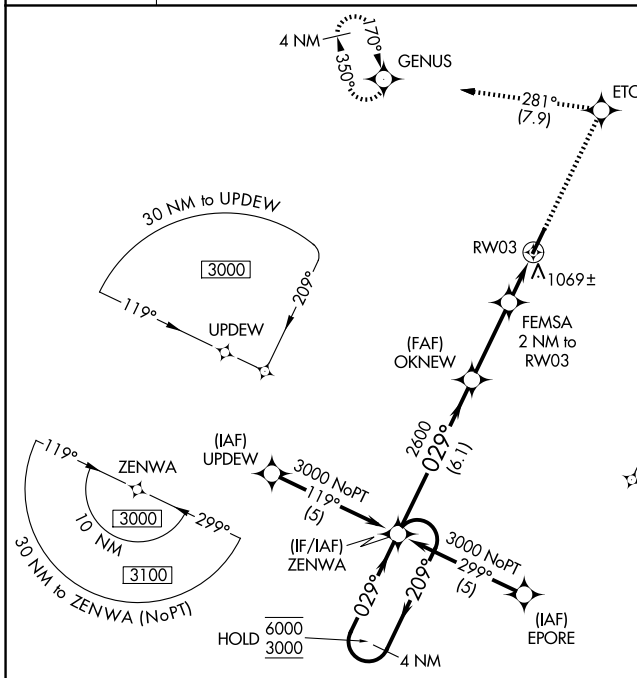 4 NM
170°
350°
GENUS
281°
(7.9)
30 NM to UPDEW
3000
119°
209°
UPDEW
RW03
1069±
FEMSA
2 NM to
RW03
(FAF)
OKNEW
2600
029°
(6.1)
(IAF)
UPDEW
3000 NoPT
119°
(5)
119°
ZENWA
299°
10 NM
3000
3100
30 NM to ZENWA (NoPT)
(IF/IAF)
ZENWA
3000 NoPT
299°
(5)
(IAF)
EPORE
029°
209°
HOLD
6000
3000
4 NM